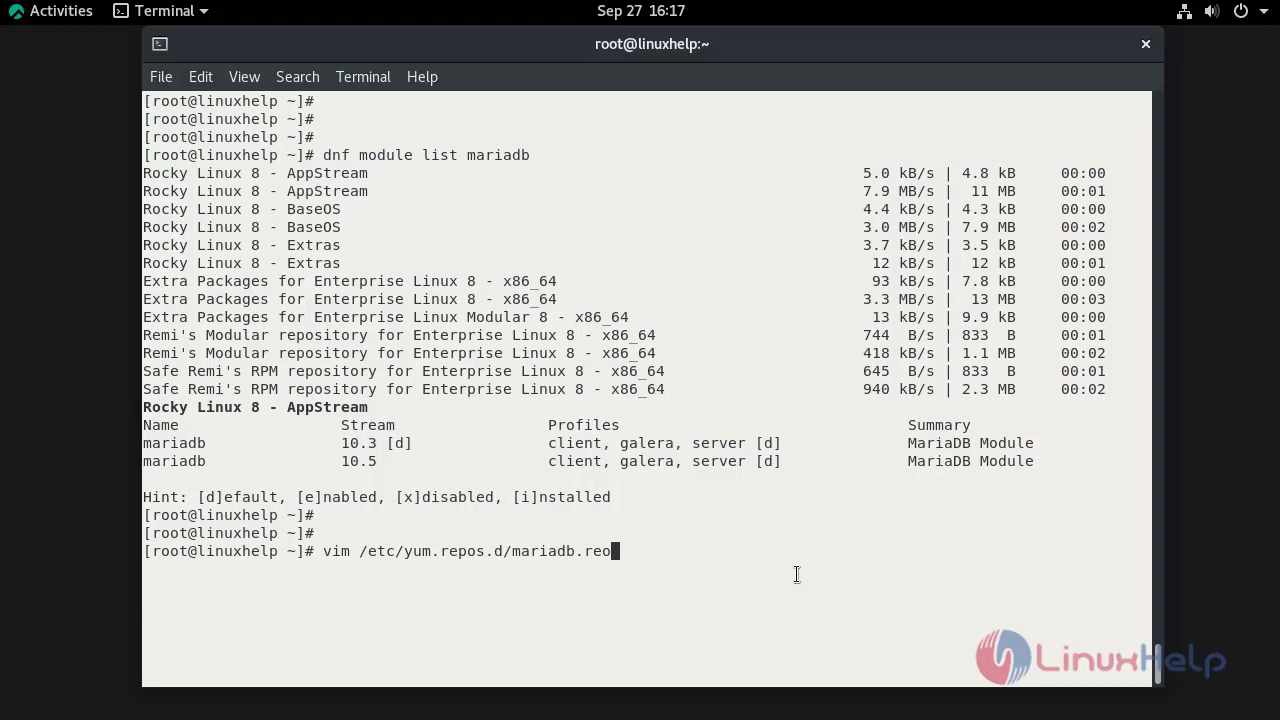 Activities Terminal Sep 27 16:17
root@linuxhelp:~
File Edit View Search Terminal Help
[root@linuxhelp ~]#
[root@linuxhelp ~]#
[root@linuxhelp ~]#
[root@linuxhelp ~]# dnf module list mariadb
Rocky Linux 8 - AppStream 5.0 kB/s | 4.8 kB 00:00
Rocky Linux 8 - AppStream 7.9 MB/s | 11 MB 00:01
Rocky Linux 8 - BaseOS 4.4 kB/s | 4.3 kB 00:00
Rocky Linux 8 - BaseOS 3.0 MB/s | 7.9 MB 00:02
Rocky Linux 8 - Extras 3.7 kB/s | 3.5 kB 00:00
Rocky Linux 8 - Extras 12 kB/s | 12 kB 00:01
Extra Packages for Enterprise Linux 8 - x86_64 93 kB/s | 7.8 kB 00:00
Extra Packages for Enterprise Linux 8 - x86_64 3.3 MB/s | 13 MB 00:03
Extra Packages for Enterprise Linux Modular 8 - x86_64 13 kB/s | 9.9 kB 00:00
Remi's Modular repository for Enterprise Linux 8 - x86_64 744 B/s | 833 B 00:01
Remi's Modular repository for Enterprise Linux 8 - x86_64 418 kB/s | 1.1 MB 00:02
Safe Remi's RPM repository for Enterprise Linux 8 - x86_64 645 B/s | 833 B 00:01
Safe Remi's RPM repository for Enterprise Linux 8 - x86_64 940 kB/s | 2.3 MB 00:02
Rocky Linux 8 - AppStream
Name Stream Profiles Summary
mariadb 10.3 [d] client, galera, server [d] MariaDB Module
mariadb 10.5 client, galera, server [d] MariaDB Module
Hint: [d]efault, [e]nabled, [x]disabled, [i]nstalled
[root@linuxhelp ~]#
[root@linuxhelp ~]#
[root@linuxhelp ~]# vim /etc/yum.repos.d/mariadb.reo
LinuxHelp